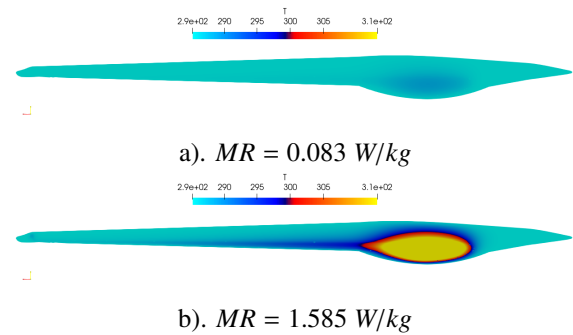 T
2.9e+02 290 295 300 305 3.1e+02
a). MR = 0.083 W/kg
T
2.9e+02 290 295 300 305 3.1e+02
b). MR = 1.585 W/kg